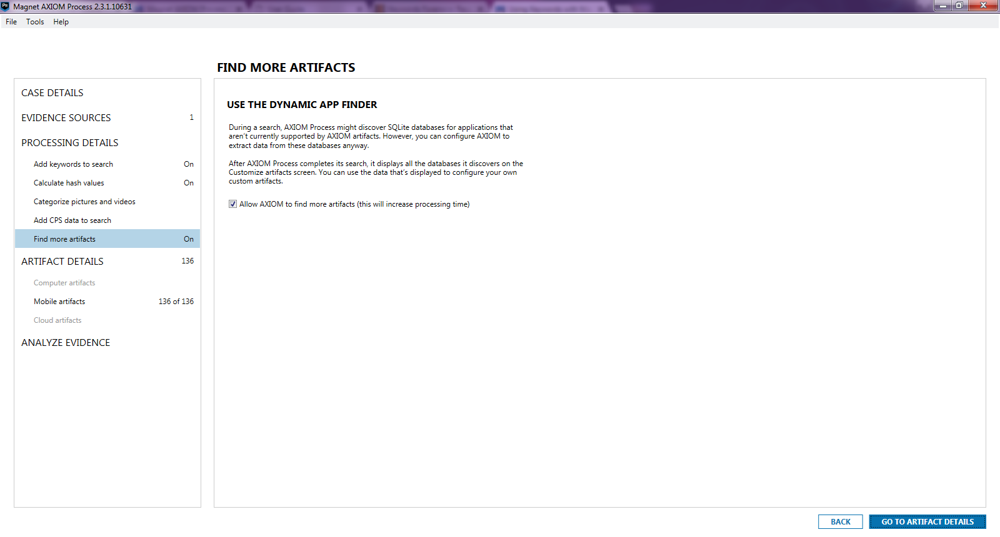 PR Magnet AXIOM Process 2.3.1.10631
File Tools Help
FIND MORE ARTIFACTS
CASE DETAILS
EVIDENCE SOURCES 1
PROCESSING DETAILS
Add keywords to search On
Calculate hash values On
Categorize pictures and videos
Add CPS data to search
Find more artifacts On
ARTIFACT DETAILS 136
Computer artifacts
Mobile artifacts 136 of 136
Cloud artifacts
ANALYZE EVIDENCE
USE THE DYNAMIC APP FINDER
During a search, AXIOM Process might discover SQLite databases for applications that
aren't currently supported by AXIOM artifacts. However, you can configure AXIOM to
extract data from these databases anyway.
After AXIOM Process completes its search, it displays all the databases it discovers on the
Customize artifacts screen. You can use the data that's displayed to configure your own
custom artifacts.
Allow AXIOM to find more artifacts (this will increase processing time)
BACK GO TO ARTIFACT DETAILS